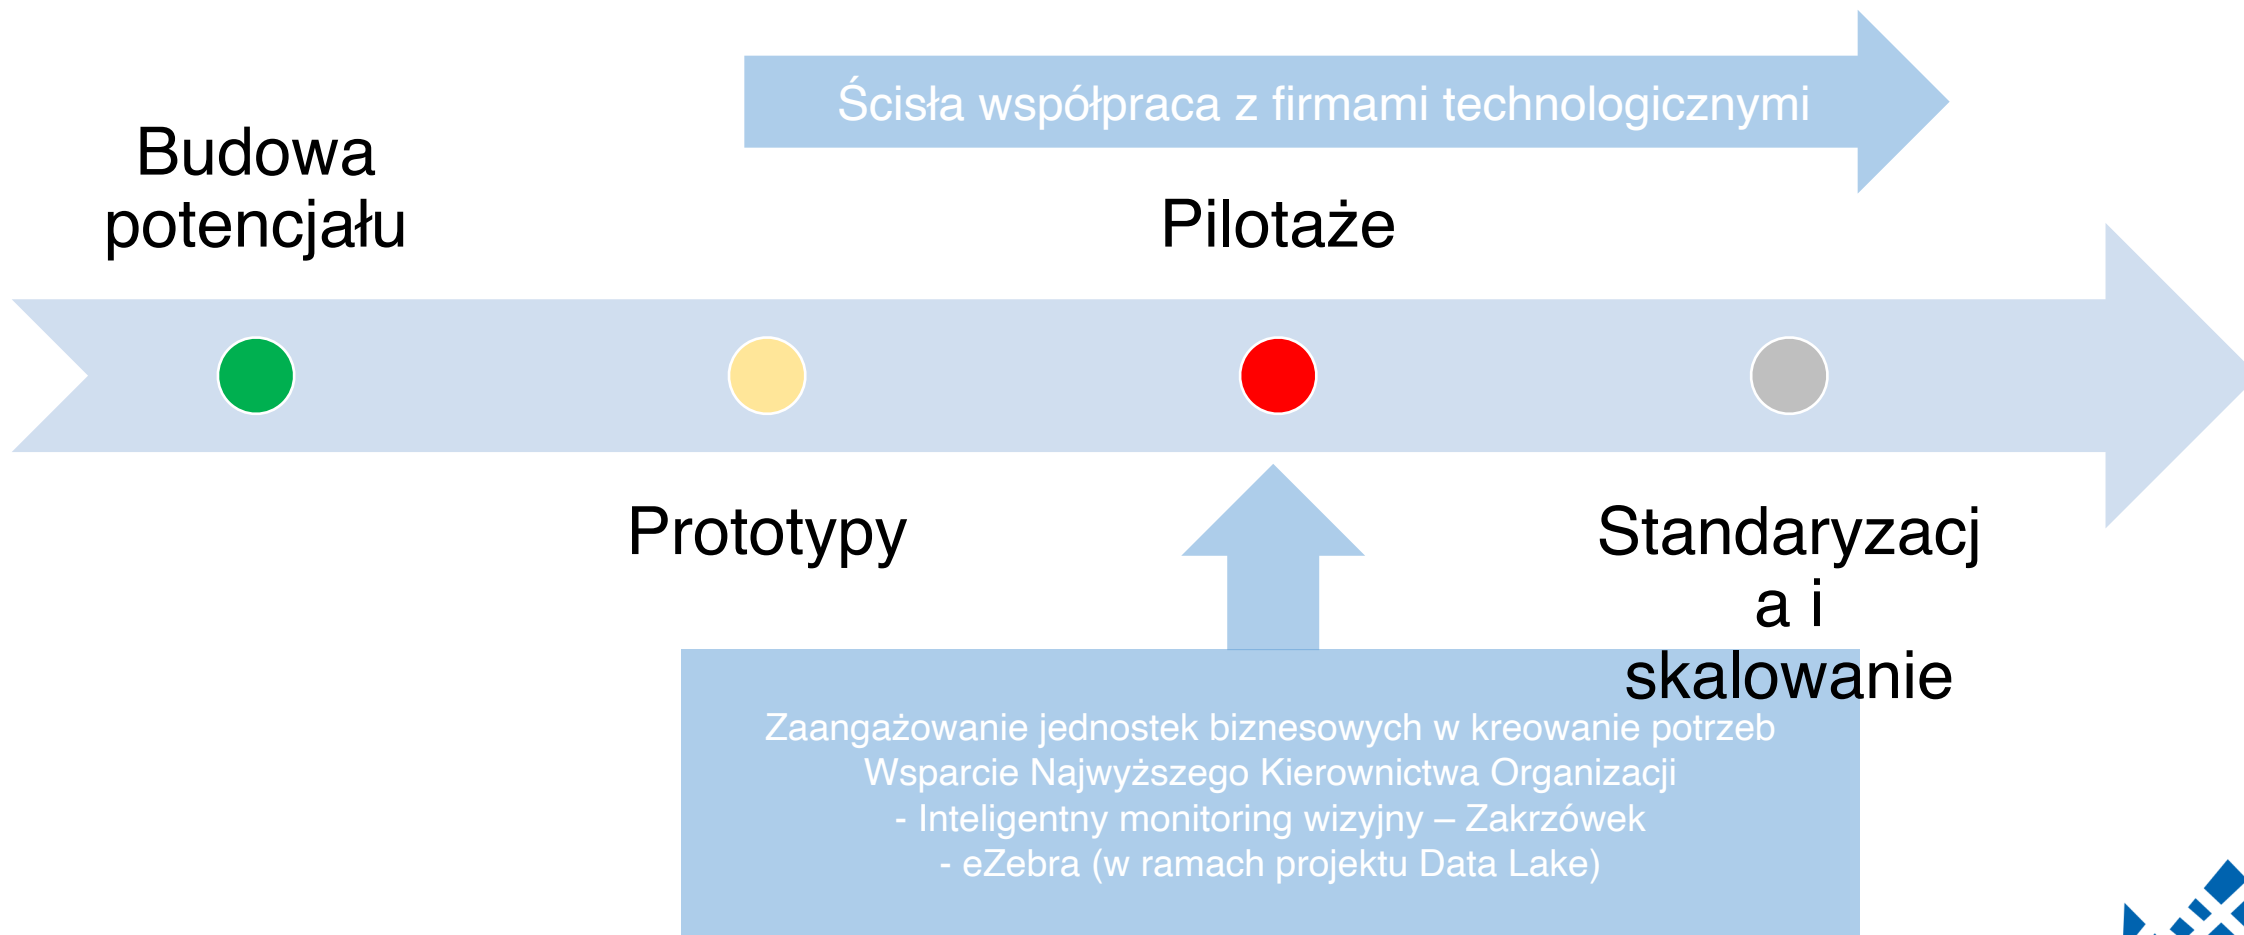 Ścisła współpraca z firmami technologicznymi
Budowa
potencjału
Pilotaże
Prototypy
Standaryzacj
a i
skalowanie
Zaangażowanie jednostek biznesowych w kreowanie potrzeb
Wsparcie Najwyższego Kierownictwa Organizacji
- Inteligentny monitoring wizyjny – Zakrzówek
- eZebra (w ramach projektu Data Lake)